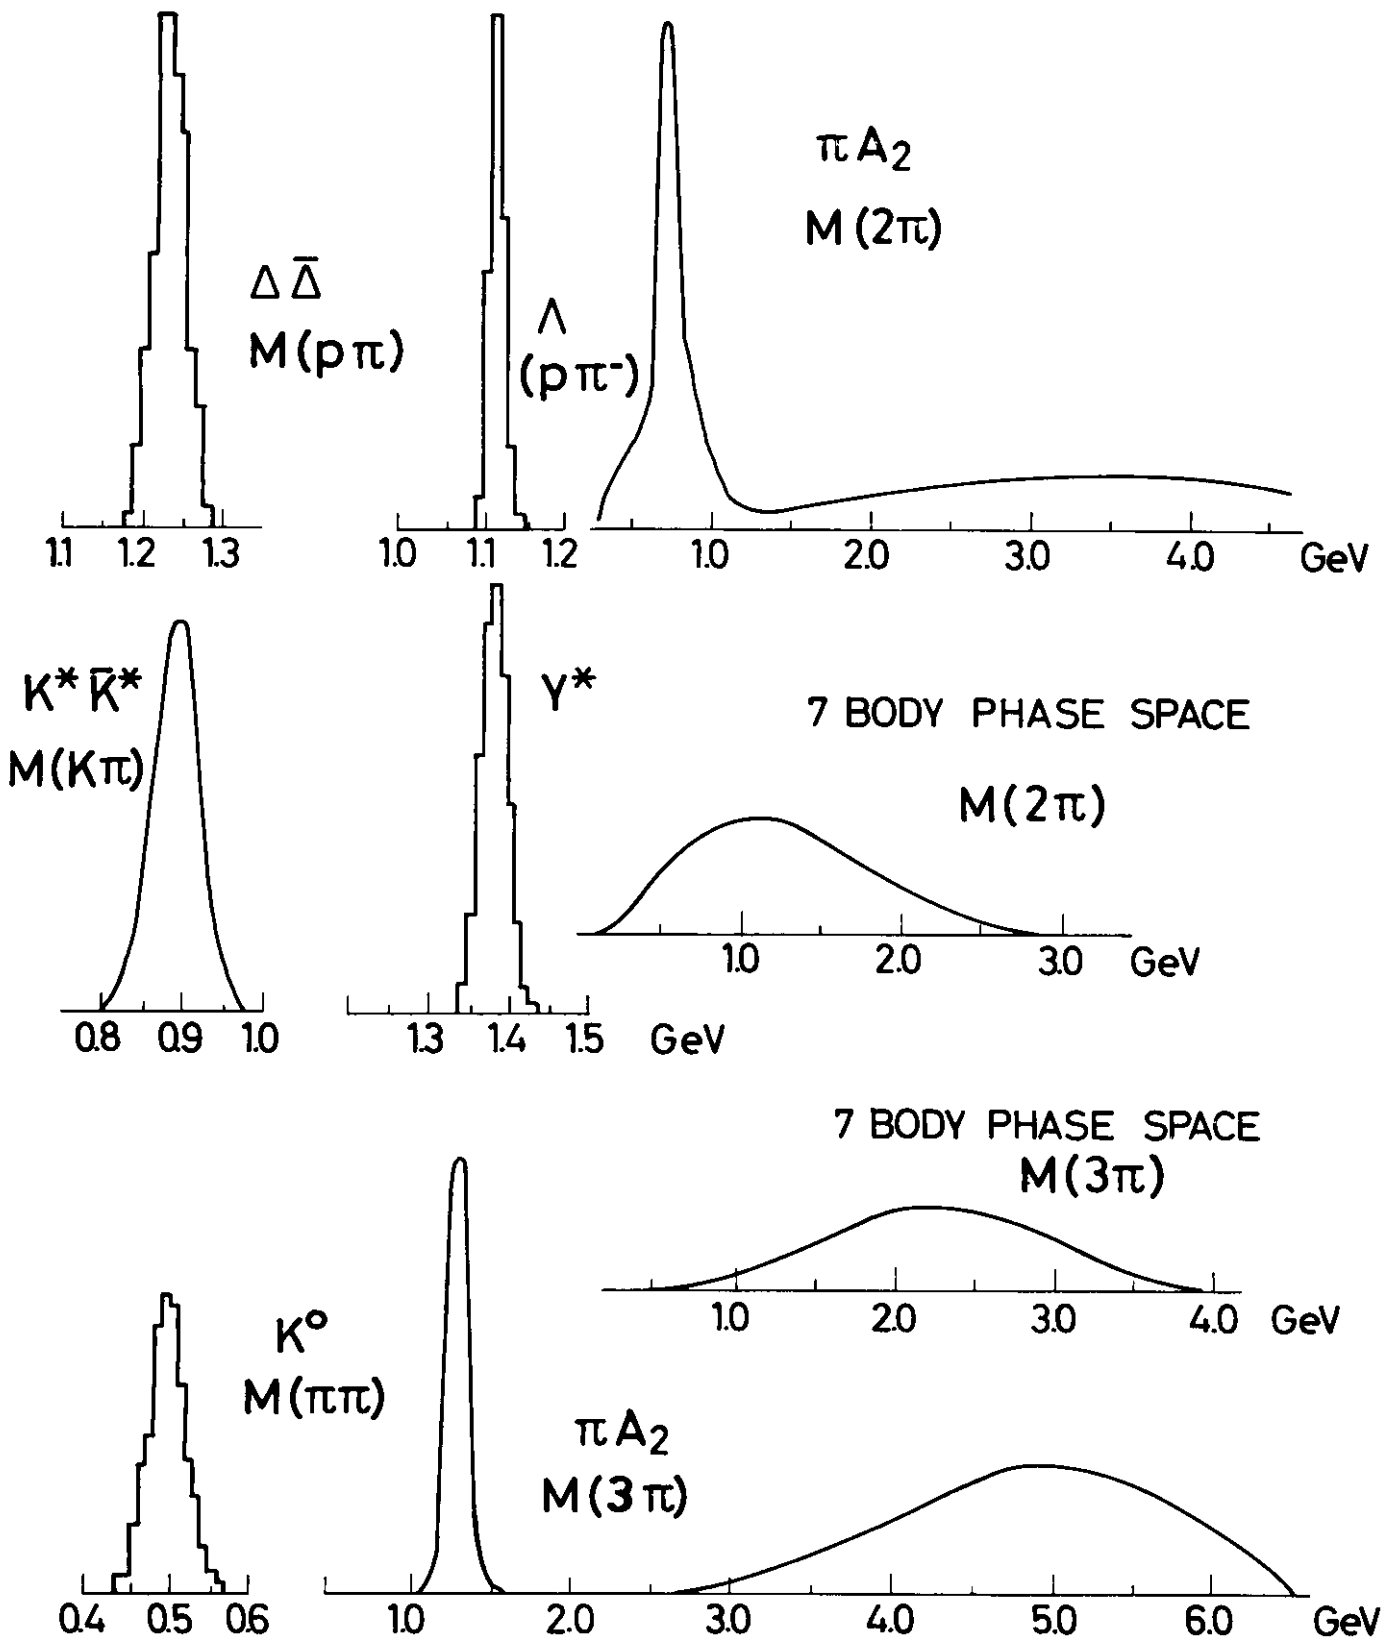 Δ Δ̄
M(pπ)
Λ
(pπ⁻)
πA₂
M(2π)
1.1 1.2 1.3
1.0 1.1 1.2
1.0 2.0 3.0 4.0 GeV
K* K̄*
M(Kπ)
Y*
7 BODY PHASE SPACE
M(2π)
1.0 2.0 3.0 GeV
0.8 0.9 1.0
1.3 1.4 1.5 GeV
7 BODY PHASE SPACE
M(3π)
1.0 2.0 3.0 4.0 GeV
K⁰
M(ππ)
πA₂
M(3π)
0.4 0.5 0.6
1.0 2.0 3.0 4.0 5.0 6.0 GeV